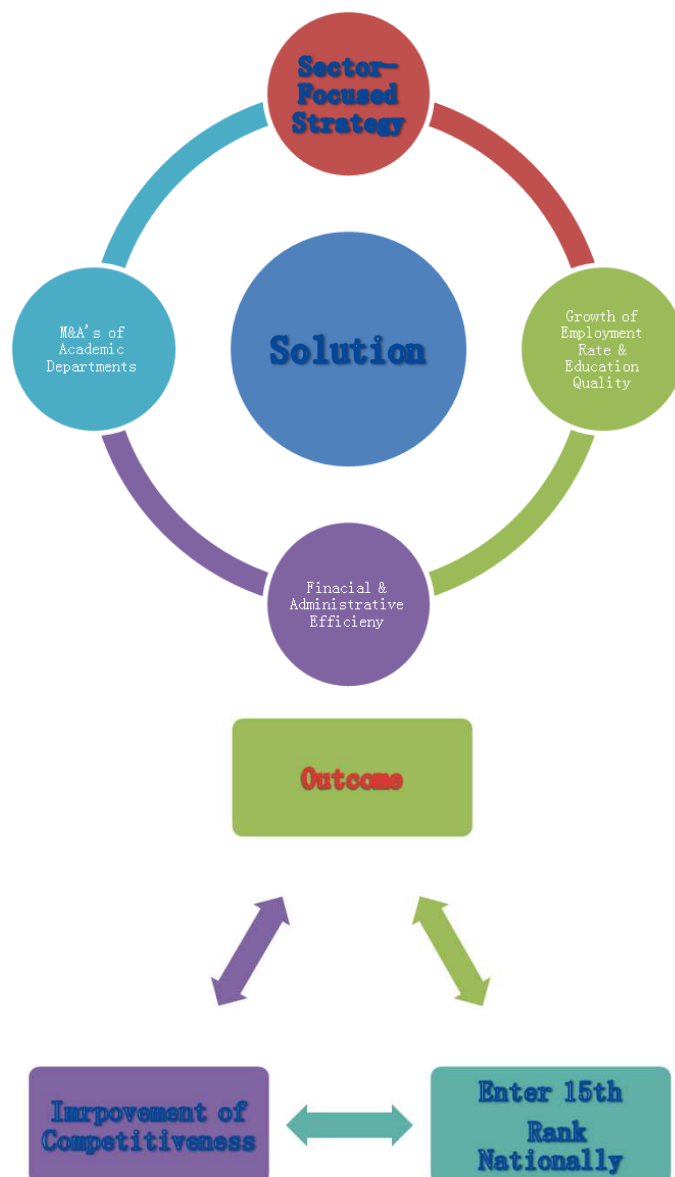 Sector-
Focused
Strategy
M&A's of
Academic
Departments
Solution
Growth of
Employment
Rate &
Education
Quality
Finacial &
Administrative
Efficieny
Outcome
Imrpovement of
Competitiveness
Enter 15th
Rank
Nationally